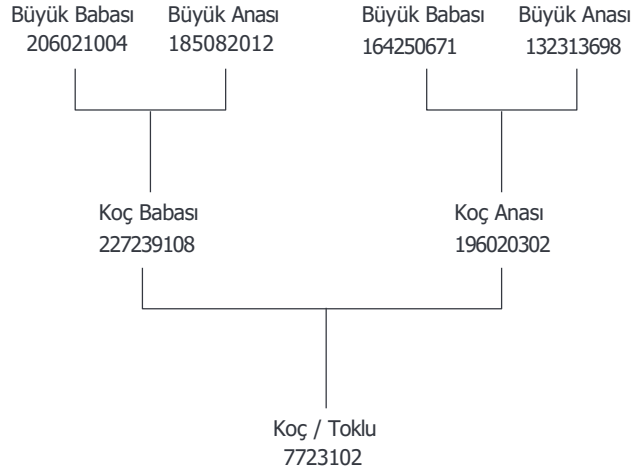 Büyük Babası Büyük Anası Büyük Babası Büyük Anası
206021004 185082012 164250671 132313698
Koç Babası Koç Anası
227239108 196020302
Koç / Toklu
7723102